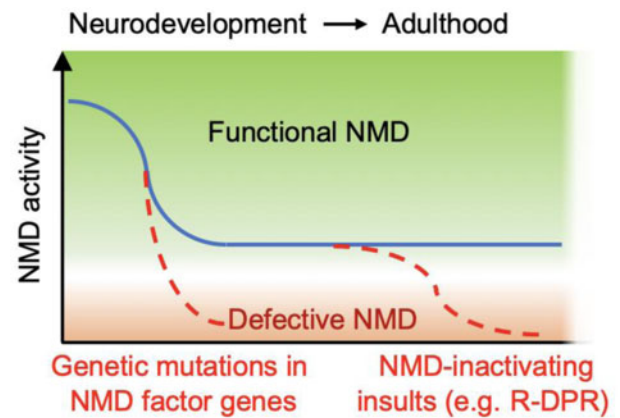 Neurodevelopment → Adulthood
NMD activity
Functional NMD
Defective NMD
Genetic mutations in
NMD factor genes
NMD-inactivating
insults (e.g. R-DPR)